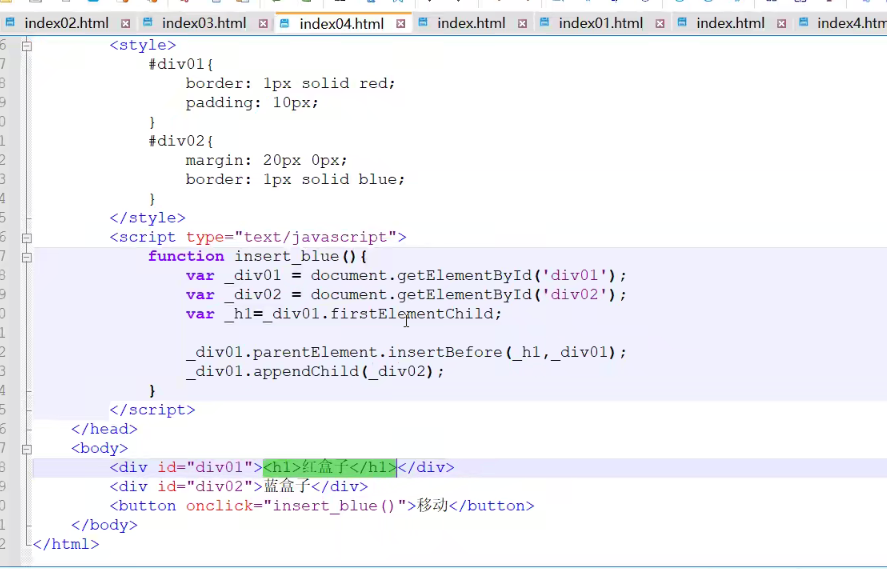 index02.html index03.html index04.html index.html index01.html index.html index4.htm
6 <style>
7 #div01{
8 border: 1px solid red;
9 padding: 10px;
0 }
1 #div02{
2 margin: 20px 0px;
3 border: 1px solid blue;
4 }
5 </style>
6 <script type="text/javascript">
7 function insert_blue(){
8 var _div01 = document.getElementById('div01');
9 var _div02 = document.getElementById('div02');
0 var _h1=_div01.firstElementChild;
1
2 _div01.parentElement.insertBefore(_h1,_div01);
3 _div01.appendChild(_div02);
4 }
5 </script>
6 </head>
7 <body>
8 <div id="div01"><h1>红盒子</h1></div>
9 <div id="div02">蓝盒子</div>
0 <button onclick="insert_blue()">移动</button>
1 </body>
2 </html>